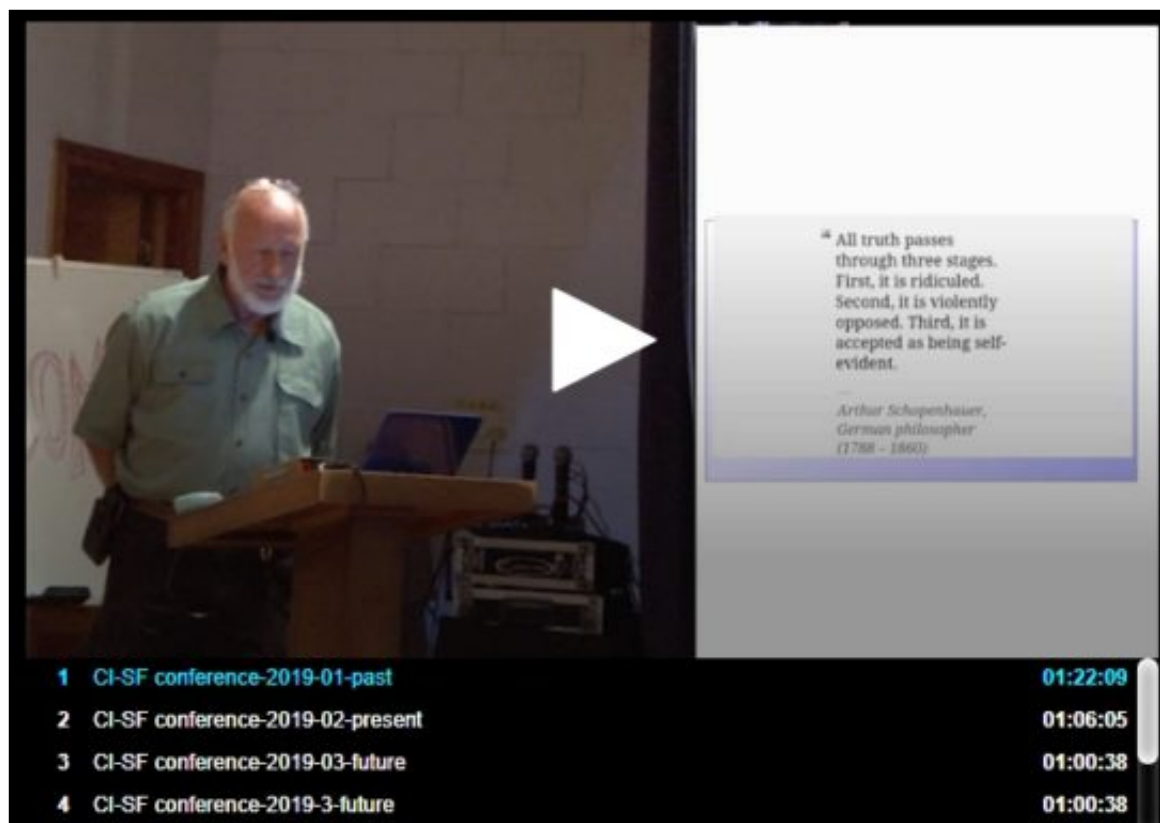 “ All truth passes
through three stages.
First, it is ridiculed.
Second, it is violently
opposed. Third, it is
accepted as being self-
evident.
—
Arthur Schopenhauer,
German philosopher
(1788 – 1860)
1 CI-SF conference-2019-01-past 01:22:09
2 CI-SF conference-2019-02-present 01:06:05
3 CI-SF conference-2019-03-future 01:00:38
4 CI-SF conference-2019-3-future 01:00:38